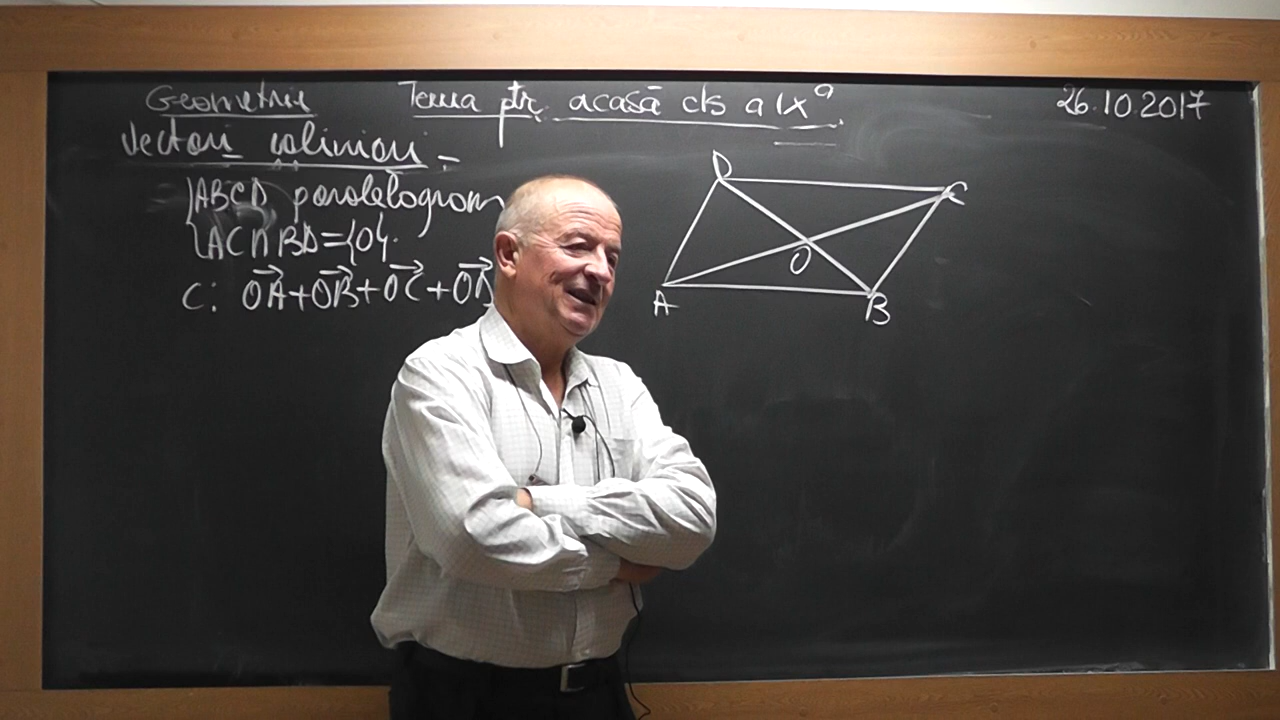 Geometrie Tema ptr. acasă cls a IXª 26.10.2017
Vectori coliniari
ABCD paralelogram
AC∩BD={O}.
C: OA+OB+OC+OD
D C
O
A B